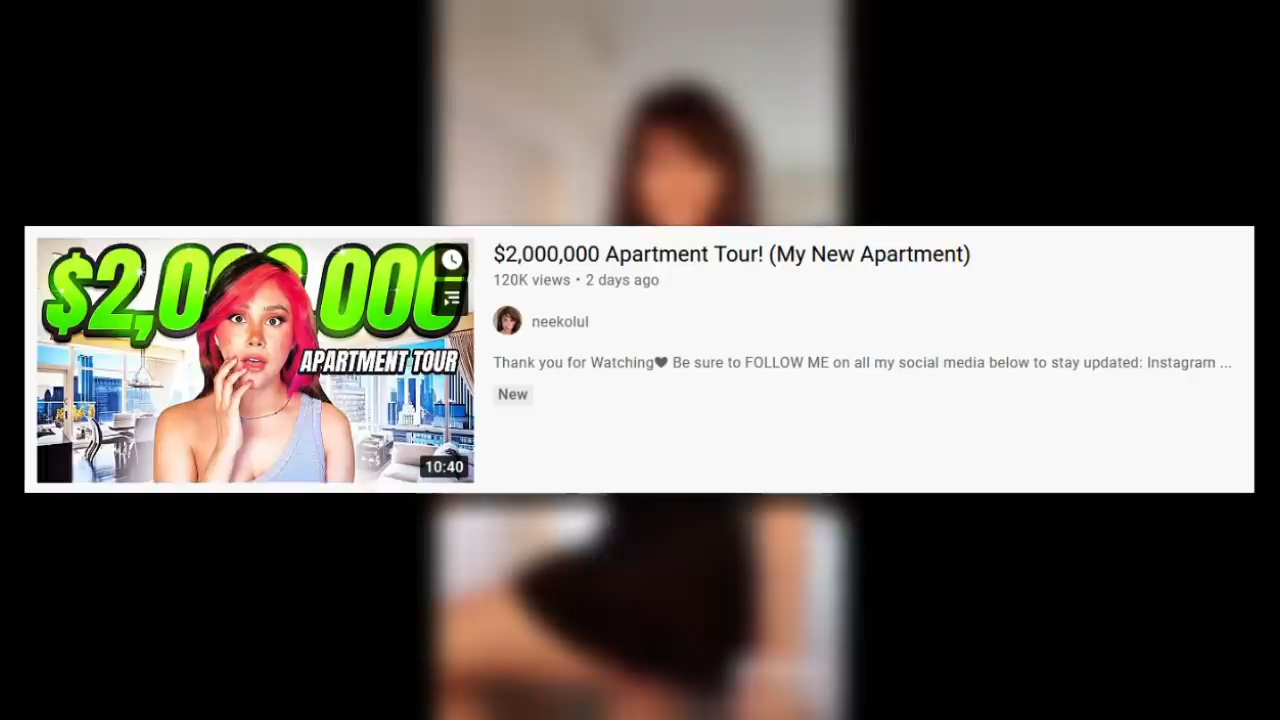 $2,000,000
APARTMENT TOUR
10:40
$2,000,000 Apartment Tour! (My New Apartment)
120K views • 2 days ago
neekolul
Thank you for Watching🖤 Be sure to FOLLOW ME on all my social media below to stay updated: Instagram ...
New